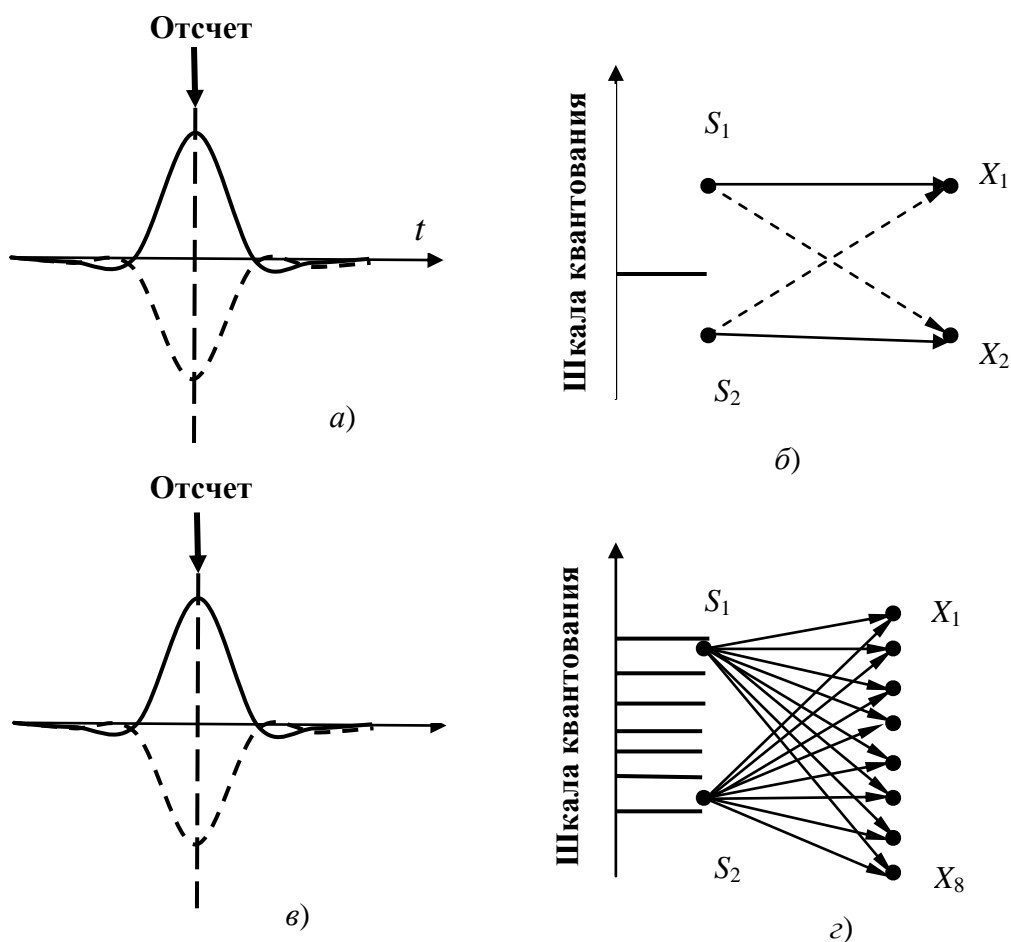 Отсчет
t
а)
Шкала квантования
S1
X1
X2
S2
б)
Отсчет
в)
Шкала квантования
S1
X1
S2
X8
г)